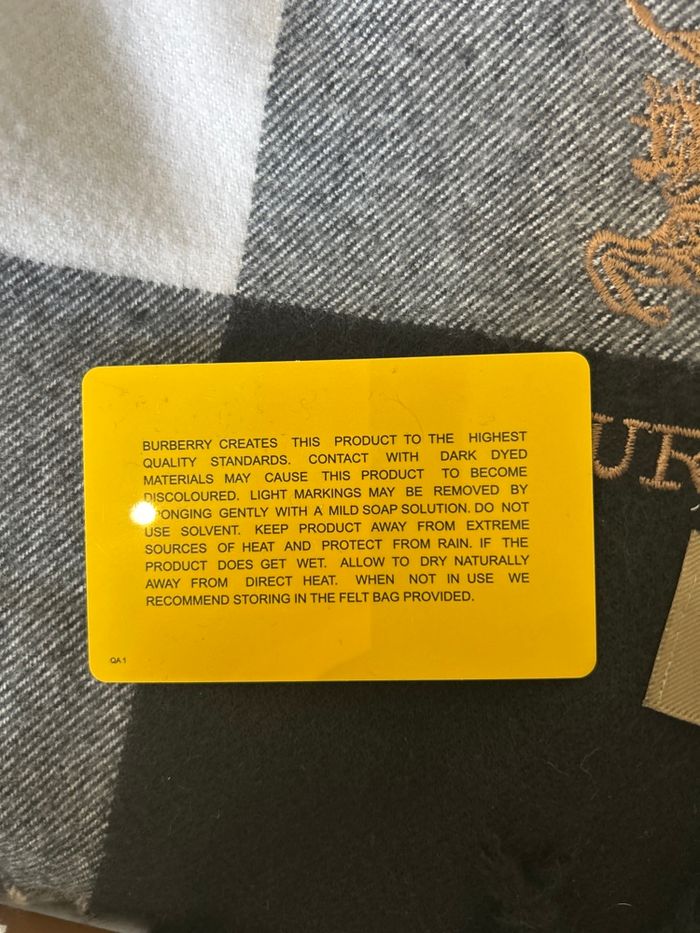 BURBERRY CREATES THIS PRODUCT TO THE HIGHEST
QUALITY STANDARDS. CONTACT WITH DARK DYED
MATERIALS MAY CAUSE THIS PRODUCT TO BECOME
DISCOLOURED. LIGHT MARKINGS MAY BE REMOVED BY
SPONGING GENTLY WITH A MILD SOAP SOLUTION. DO NOT
USE SOLVENT. KEEP PRODUCT AWAY FROM EXTREME
SOURCES OF HEAT AND PROTECT FROM RAIN. IF THE
PRODUCT DOES GET WET. ALLOW TO DRY NATURALLY
AWAY FROM DIRECT HEAT. WHEN NOT IN USE WE
RECOMMEND STORING IN THE FELT BAG PROVIDED.
QA1
UR